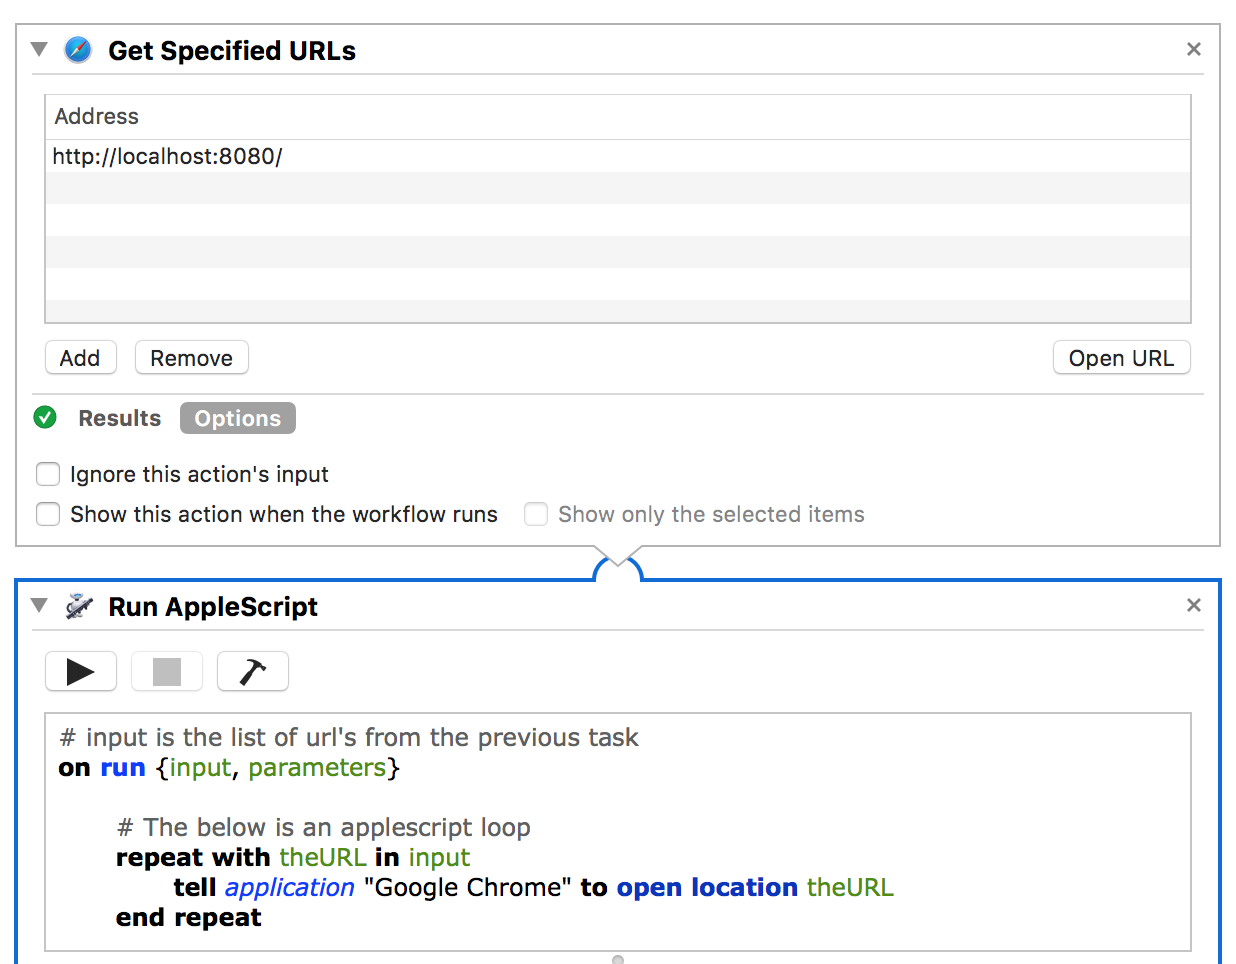 Get Specified URLs
Address
http://localhost:8080/
Add Remove Open URL
Results Options
Ignore this action's input
Show this action when the workflow runs Show only the selected items
Run AppleScript
# input is the list of url's from the previous task
on run {input, parameters}
# The below is an applescript loop
repeat with theURL in input
tell application "Google Chrome" to open location theURL
end repeat